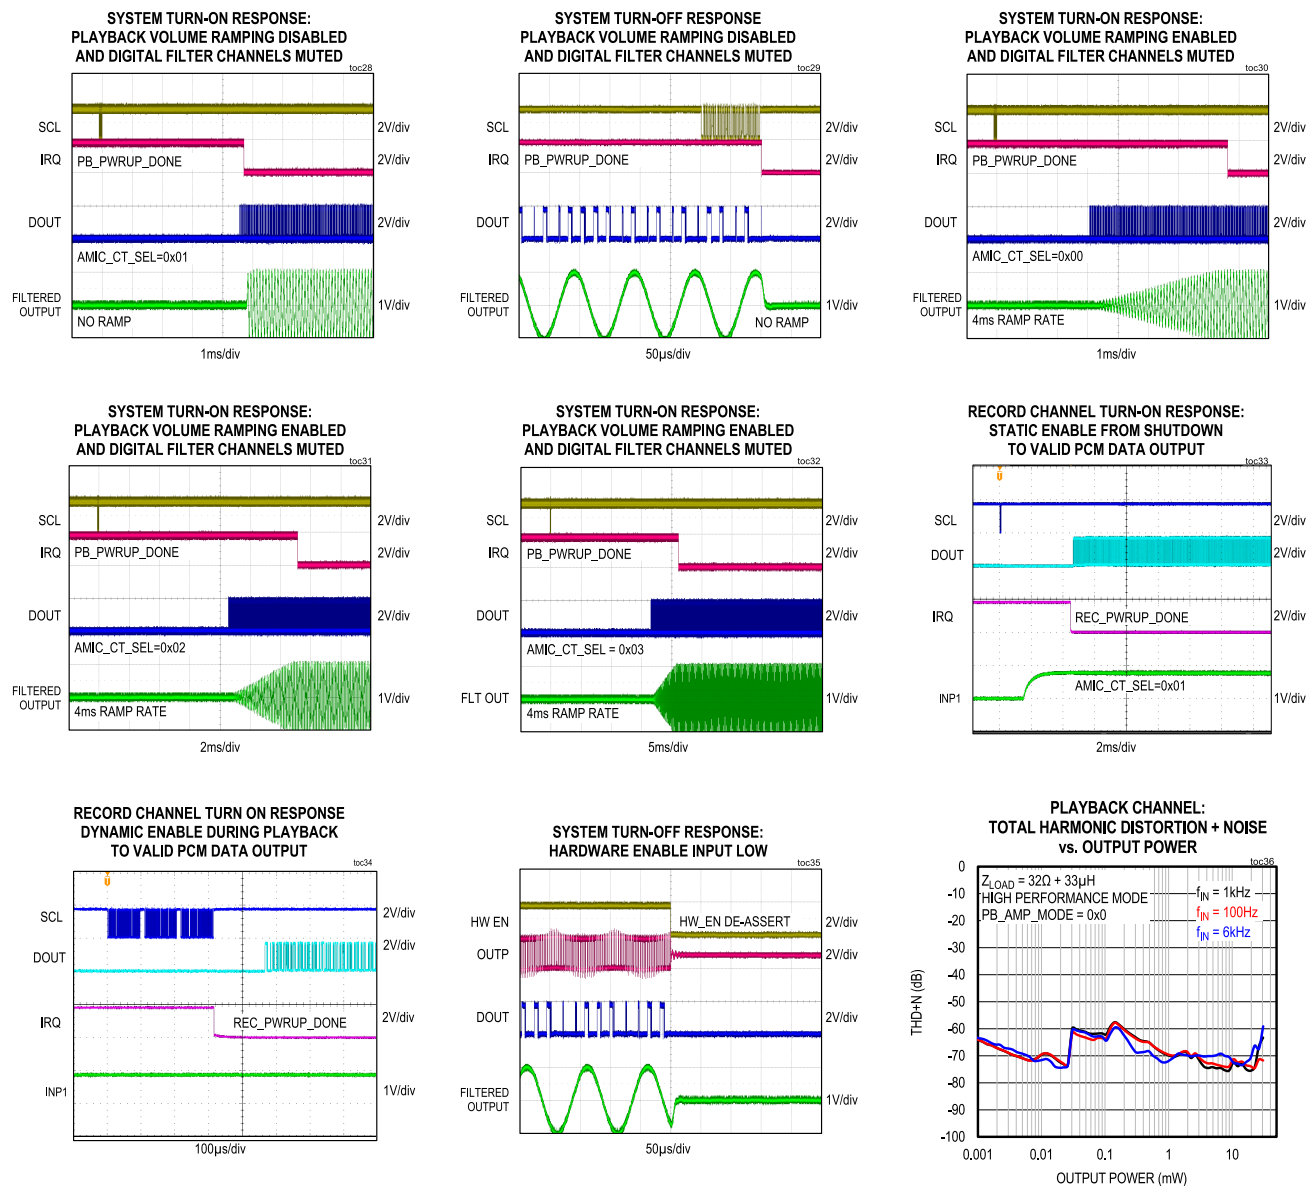 SYSTEM TURN-ON RESPONSE:
PLAYBACK VOLUME RAMPING DISABLED
AND DIGITAL FILTER CHANNELS MUTED
toc28
SCL
2V/div
IRQ
2V/div
PB_PWRUP_DONE
DOUT
2V/div
AMIC_CT_SEL=0x01
FILTERED
OUTPUT
1V/div
NO RAMP
1ms/div
SYSTEM TURN-OFF RESPONSE
PLAYBACK VOLUME RAMPING DISABLED
AND DIGITAL FILTER CHANNELS MUTED
toc29
SCL
2V/div
IRQ
PB_PWRUP_DONE
2V/div
DOUT
2V/div
FILTERED
OUTPUT
1V/div
NO RAMP
50µs/div
SYSTEM TURN-ON RESPONSE:
PLAYBACK VOLUME RAMPING ENABLED
AND DIGITAL FILTER CHANNELS MUTED
toc30
SCL
2V/div
IRQ
PB_PWRUP_DONE
2V/div
DOUT
2V/div
AMIC_CT_SEL=0x00
FILTERED
OUTPUT
1V/div
4ms RAMP RATE
1ms/div
SYSTEM TURN-ON RESPONSE:
PLAYBACK VOLUME RAMPING ENABLED
AND DIGITAL FILTER CHANNELS MUTED
toc31
SCL
2V/div
IRQ
2V/div
PB_PWRUP_DONE
DOUT
2V/div
AMIC_CT_SEL=0x02
FILTERED
OUTPUT
1V/div
4ms RAMP RATE
2ms/div
SYSTEM TURN-ON RESPONSE:
PLAYBACK VOLUME RAMPING ENABLED
AND DIGITAL FILTER CHANNELS MUTED
toc32
SCL
2V/div
IRQ
PB_PWRUP_DONE
2V/div
DOUT
2V/div
AMIC_CT_SEL = 0x03
FLT OUT
1V/div
4ms RAMP RATE
5ms/div
RECORD CHANNEL TURN-ON RESPONSE:
STATIC ENABLE FROM SHUTDOWN
TO VALID PCM DATA OUTPUT
toc33
SCL
2V/div
DOUT
2V/div
IRQ
REC_PWRUP_DONE
2V/div
AMIC_CT_SEL=0x01
INP1
1V/div
2ms/div
RECORD CHANNEL TURN ON RESPONSE
DYNAMIC ENABLE DURING PLAYBACK
TO VALID PCM DATA OUTPUT
toc34
SCL
2V/div
DOUT
2V/div
IRQ
REC_PWRUP_DONE
2V/div
INP1
1V/div
100µs/div
SYSTEM TURN-OFF RESPONSE:
HARDWARE ENABLE INPUT LOW
toc35
HW EN
HW_EN DE-ASSERT
2V/div
OUTP
2V/div
DOUT
2V/div
FILTERED
OUTPUT
1V/div
50µs/div
PLAYBACK CHANNEL:
TOTAL HARMONIC DISTORTION + NOISE
vs. OUTPUT POWER
toc36
Z_LOAD = 32Ω + 33µH
HIGH PERFORMANCE MODE
PB_AMP_MODE = 0x0
f_IN = 1kHz
f_IN = 100Hz
f_IN = 6kHz
THD+N (dB)
0
-10
-20
-30
-40
-50
-60
-70
-80
-90
-100
0.001 0.01 0.1 1 10
OUTPUT POWER (mW)